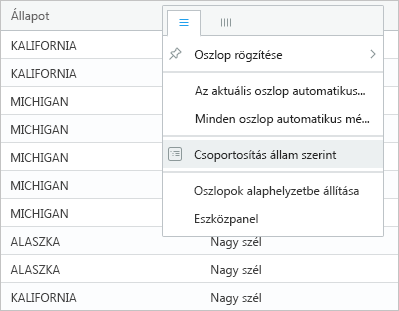 Állapot
KALIFORNIA
Oszlop rögzítése
KALIFORNIA
MICHIGAN
Az aktuális oszlop automatikus...
MICHIGAN
Minden oszlop automatikus mé...
MICHIGAN
Csoportosítás állam szerint
MICHIGAN
Oszlopok alaphelyzetbe állítása
MICHIGAN
Eszközpanel
ALASZKA Nagy szél
ALASZKA Nagy szél
KALIFORNIA Nagy szél